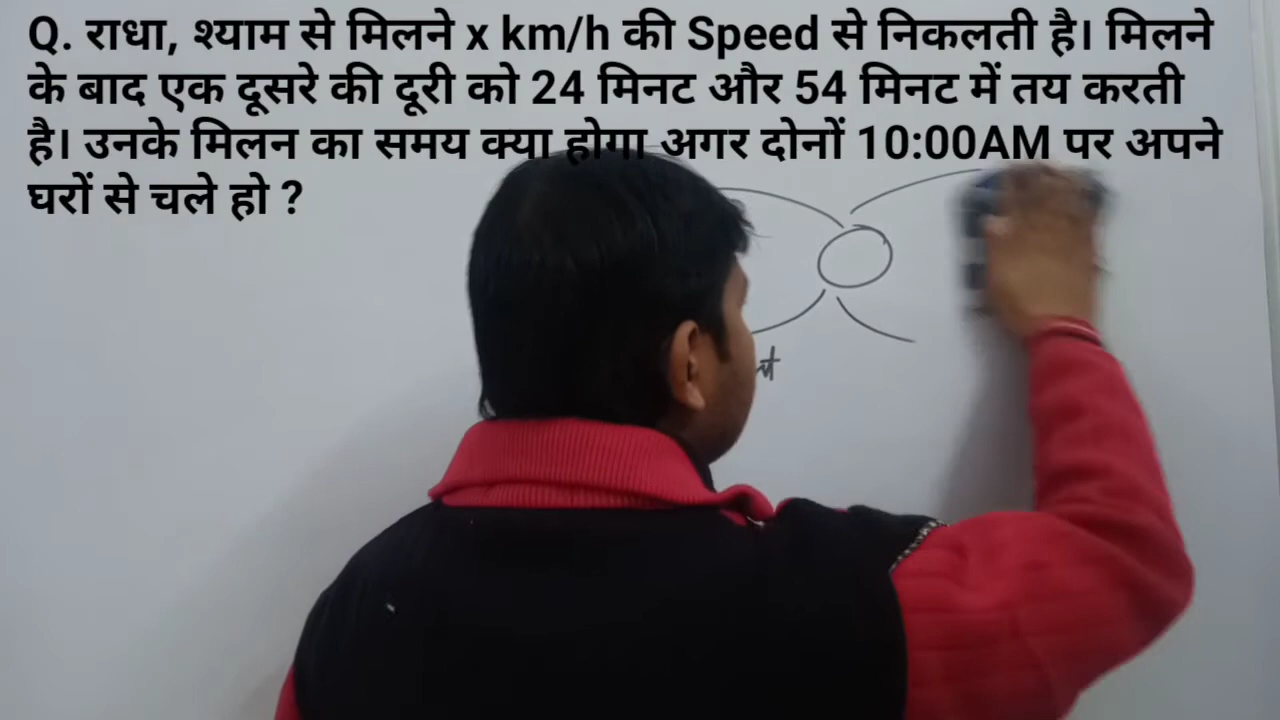 Q. राधा, श्याम से मिलने x km/h की Speed से निकलती है। मिलने
के बाद एक दूसरे की दूरी को 24 मिनट और 54 मिनट में तय करती
है। उनके मिलन का समय क्या होगा अगर दोनों 10:00AM पर अपने
घरों से चले हो ?